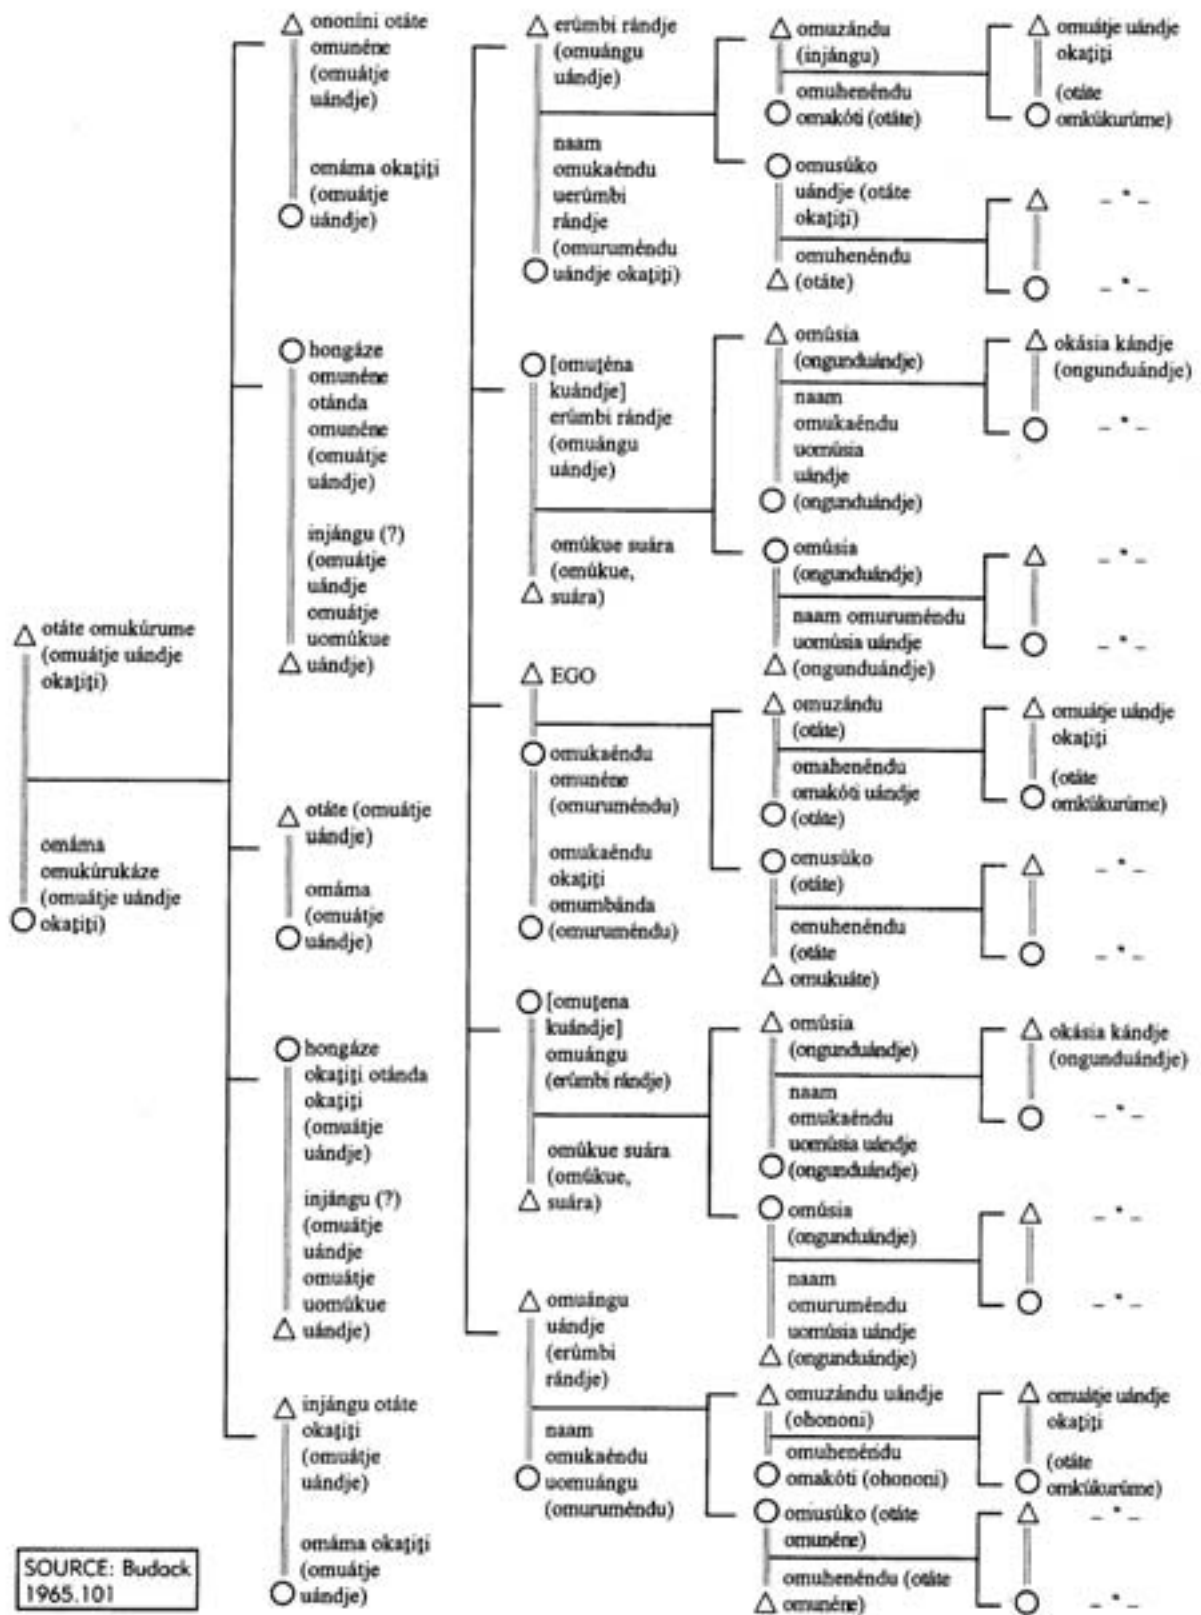 otáte omukúrume
(omuátje uándje
okaţiţi)
omáma
omukúrukáze
(omuátje uándje
okaţiţi)
ononíni otáte
omunéne
(omuátje
uándje)
omáma okaţiţi
(omuátje
uándje)
hongáze
omunéne
otánda
omunéne
(omuátje
uándje)
injángu (?)
(omuátje
uándje
omuátje
uomúkue
uándje)
otáte (omuátje
uándje)
omáma
(omuátje
uándje)
hongáze
okaţiţi otánda
okaţiţi
(omuátje
uándje)
injángu (?)
(omuátje
uándje
omuátje
uomúkue
uándje)
injángu otáte
okaţiţi
(omuátje
uándje)
omáma okaţiţi
(omuátje
uándje)
erúmbi rándje
(omuángu
uándje)
naam
omukaéndu
uerúmbi
rándje
(omuruméndu
uándje okaţiţi)
[omuţéna
kuándje]
erúmbi rándje
(omuángu
uándje)
omúkue suára
(omúkue,
suára)
EGO
omukaéndu
omunéne
(omuruméndu)
omukaéndu
okaţiţi
omumbánda
(omuruméndu)
[omuţena
kuándje]
omuángu
(erúmbi rándje)
omúkue suára
(omúkue,
suára)
omuángu
uándje
(erúmbi
rándje)
naam
omukaéndu
uomuángu
(omuruméndu)
omuzándu
(injángu)
omuhenéndu
omakóti (otáte)
omusúko
uándje (otáte
okaţiţi)
omuhenéndu
(otáte)
omúsia
(ongunduándje)
naam
omukaéndu
uomúsia
uándje
(ongunduándje)
omúsia
(ongunduándje)
naam omuruméndu
uomúsia uándje
(ongunduándje)
omuzándu
(otáte)
omahenéndu
omakóti uándje
(otáte)
omusúko
(otáte)
omuhenéndu
(otáte
omukuáte)
omúsia
(ongunduándje)
naam
omukaéndu
uomúsia uándje
(ongunduándje)
omúsia
(ongunduándje)
naam
omuruméndu
uomúsia uándje
(ongunduándje)
omuzándu uándje
(ohononi)
omuhenéndu
omakóti (ohononi)
omusúko (otáte
omunéne)
omuhenéndu (otáte
omunéne)
omuátje uándje
okaţiţi
(otáte
omkúkurúme)
– " –
– " –
okásia kándje
(ongunduándje)
– " –
– " –
– " –
omuátje uándje
okaţiţi
(otáte
omkúkurúme)
– " –
– " –
okásia kándje
(ongunduándje)
– " –
– " –
– " –
omuátje uándje
okaţiţi
(otáte
omkúkurúme)
– " –
– " –
SOURCE: Budack
1965.101